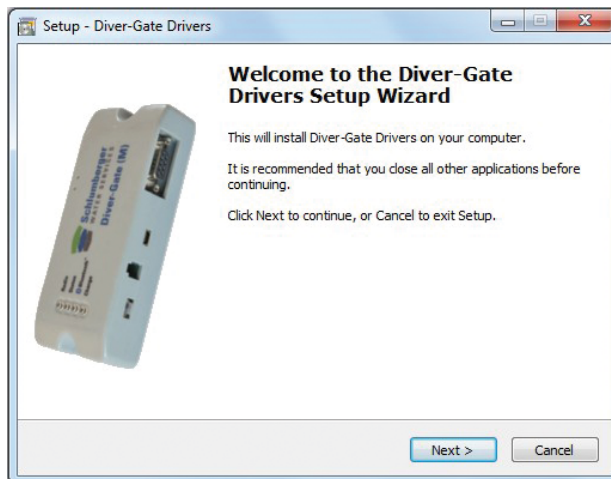 Setup - Diver-Gate Drivers
Welcome to the Diver-Gate
Drivers Setup Wizard
This will install Diver-Gate Drivers on your computer.
It is recommended that you close all other applications before
continuing.
Click Next to continue, or Cancel to exit Setup.
Schlumberger
WATER SERVICES
Diver-Gate (M)
Next >
Cancel